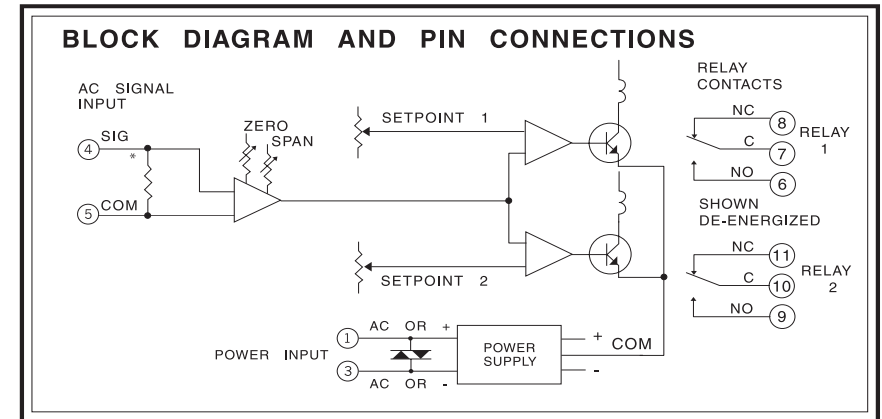 BLOCK DIAGRAM AND PIN CONNECTIONS
AC SIGNAL
INPUT
4 SIG
*
5 COM
ZERO
SPAN
SETPOINT 1
SETPOINT 2
RELAY
CONTACTS
NC 8
C 7
NO 6
RELAY
1
SHOWN
DE-ENERGIZED
NC 11
C 10
NO 9
RELAY
2
POWER INPUT
1 AC OR +
3 AC OR -
POWER
SUPPLY
+
COM
-